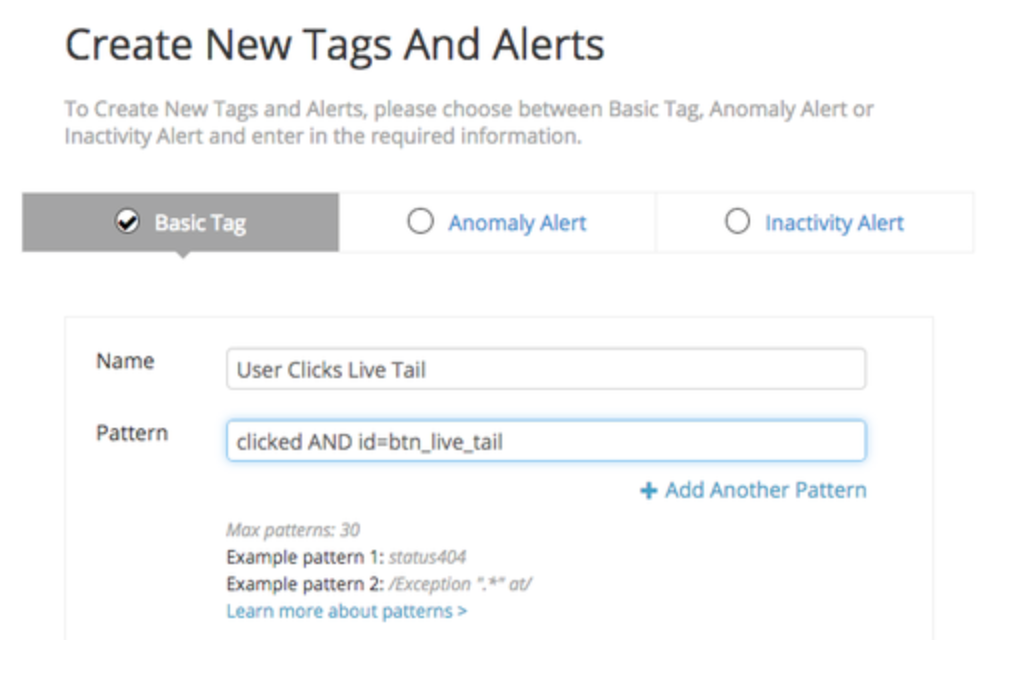 Create New Tags And Alerts
To Create New Tags and Alerts, please choose between Basic Tag, Anomaly Alert or
Inactivity Alert and enter in the required information.
Basic Tag
Anomaly Alert
Inactivity Alert
Name
User Clicks Live Tail
Pattern
clicked AND id=btn_live_tail
+ Add Another Pattern
Max patterns: 30
Example pattern 1: status404
Example pattern 2: /Exception ".*" at/
Learn more about patterns >